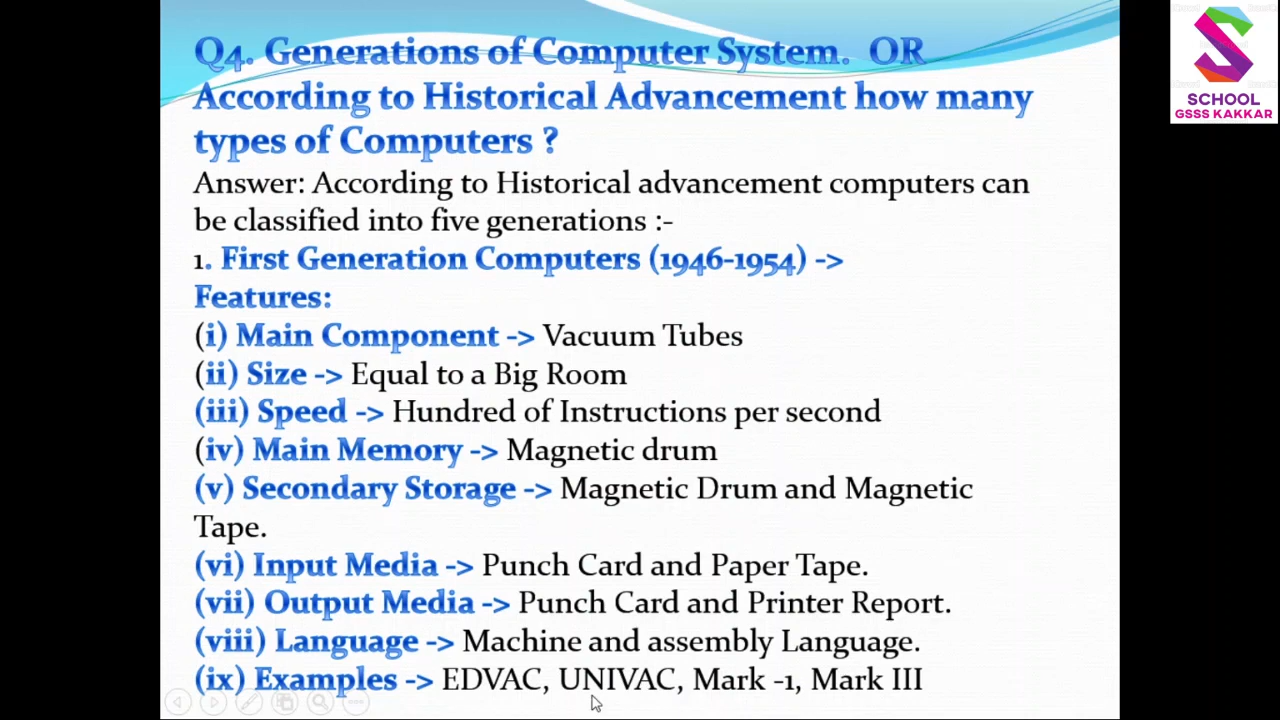 Q4. Generations of Computer System. OR
According to Historical Advancement how many
types of Computers ?
Answer: According to Historical advancement computers can
be classified into five generations :-
1. First Generation Computers (1946-1954) ->
Features:
(i) Main Component -> Vacuum Tubes
(ii) Size -> Equal to a Big Room
(iii) Speed -> Hundred of Instructions per second
(iv) Main Memory -> Magnetic drum
(v) Secondary Storage -> Magnetic Drum and Magnetic
Tape.
(vi) Input Media -> Punch Card and Paper Tape.
(vii) Output Media -> Punch Card and Printer Report.
(viii) Language -> Machine and assembly Language.
(ix) Examples -> EDVAC, UNIVAC, Mark -1, Mark III
SCHOOL
GSSS KAKKAR